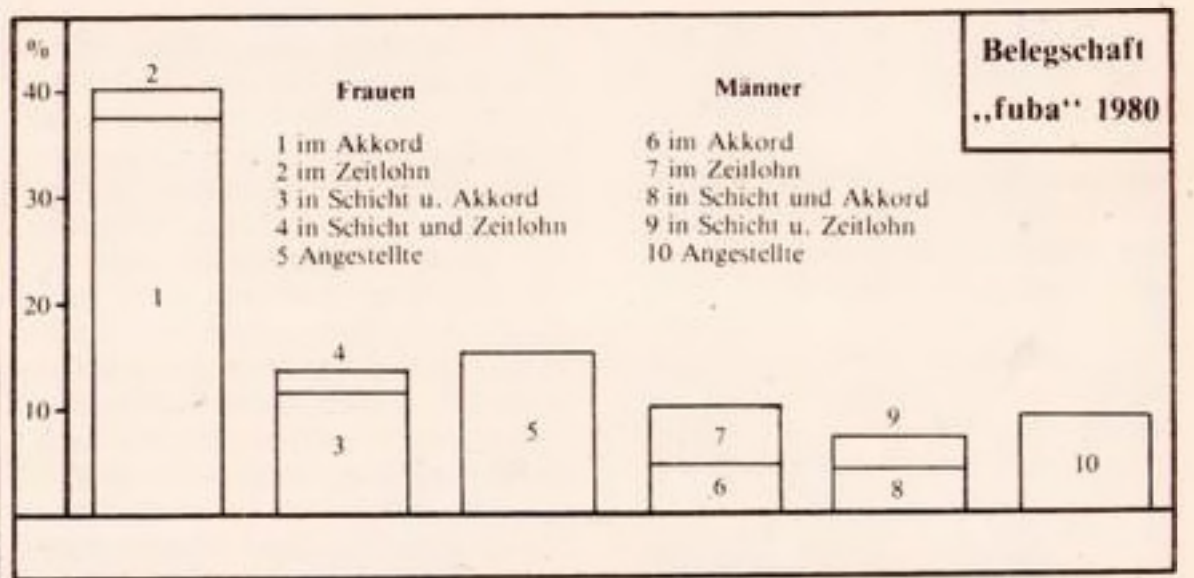 %
40
30
20
10
2
1
4
3
5
7
6
9
8
10
Frauen
1 im Akkord
2 im Zeitlohn
3 in Schicht u. Akkord
4 in Schicht und Zeitlohn
5 Angestellte
Männer
6 im Akkord
7 im Zeitlohn
8 in Schicht und Akkord
9 in Schicht u. Zeitlohn
10 Angestellte
Belegschaft
„fuba“ 1980